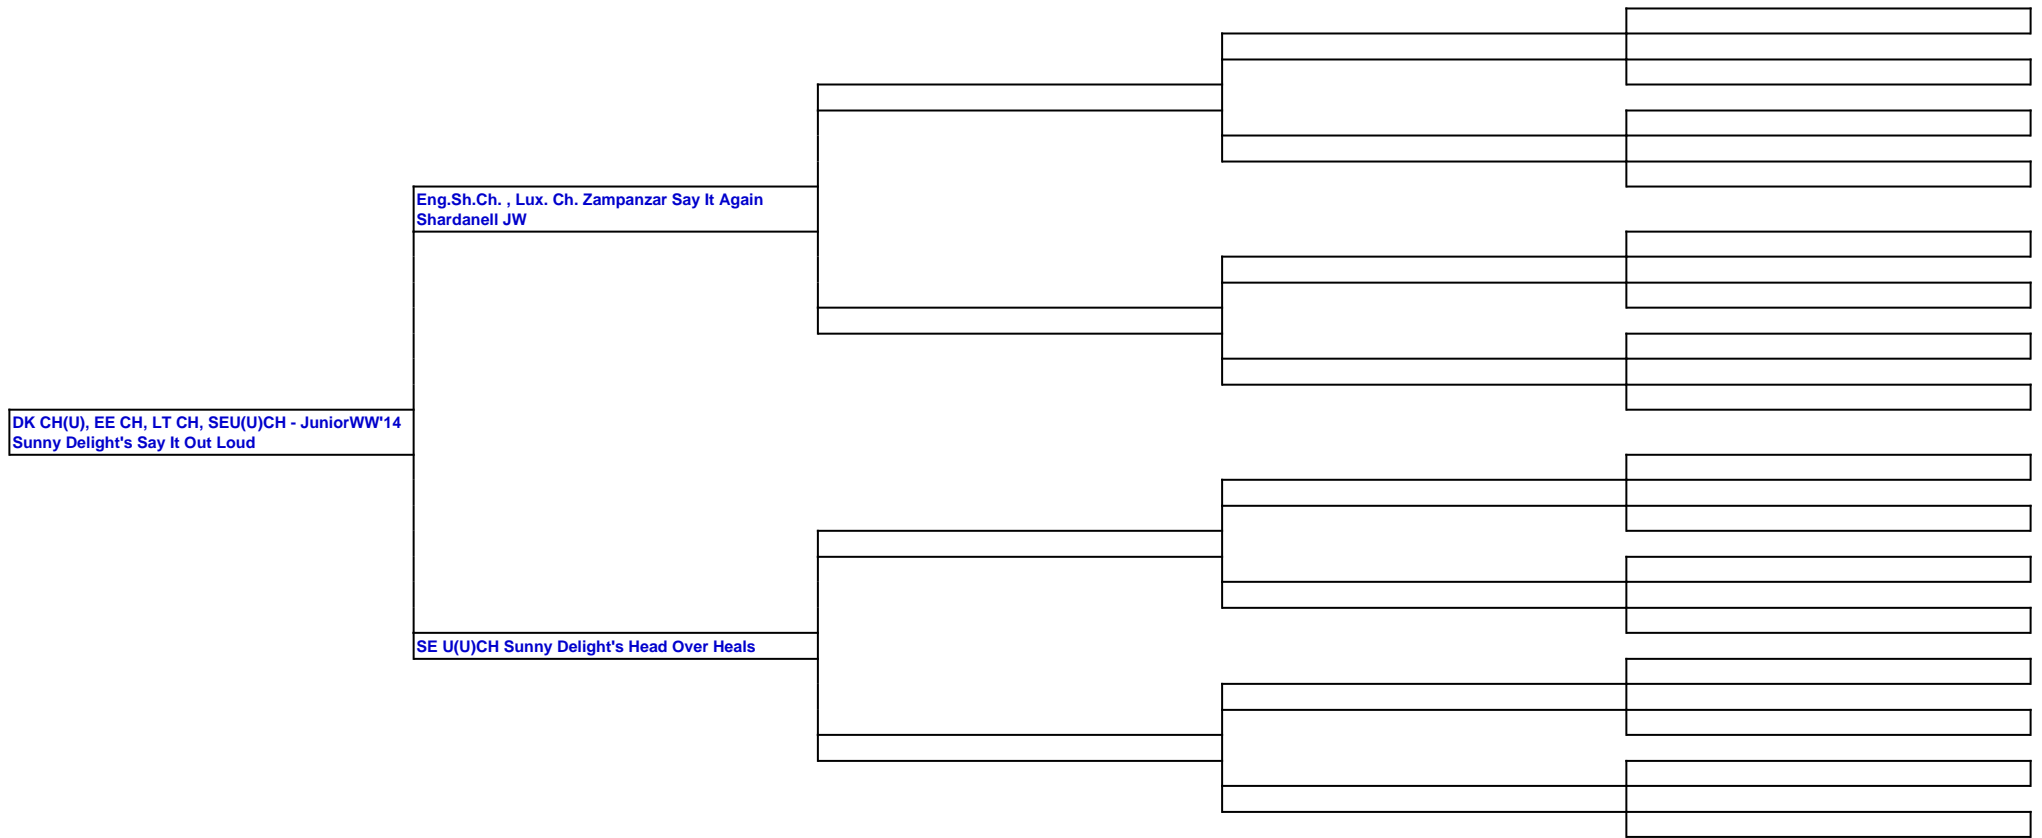 Eng.Sh.Ch. , Lux. Ch. Zampanzar Say It Again
Shardanell JW
DK CH(U), EE CH, LT CH, SEU(U)CH - JuniorWW'14
Sunny Delight's Say It Out Loud
SE U(U)CH Sunny Delight's Head Over Heals